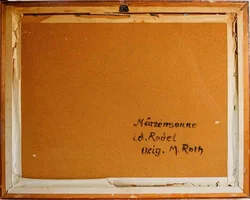 Märzensonne
i.d. Rodel
Orig. M. Roth